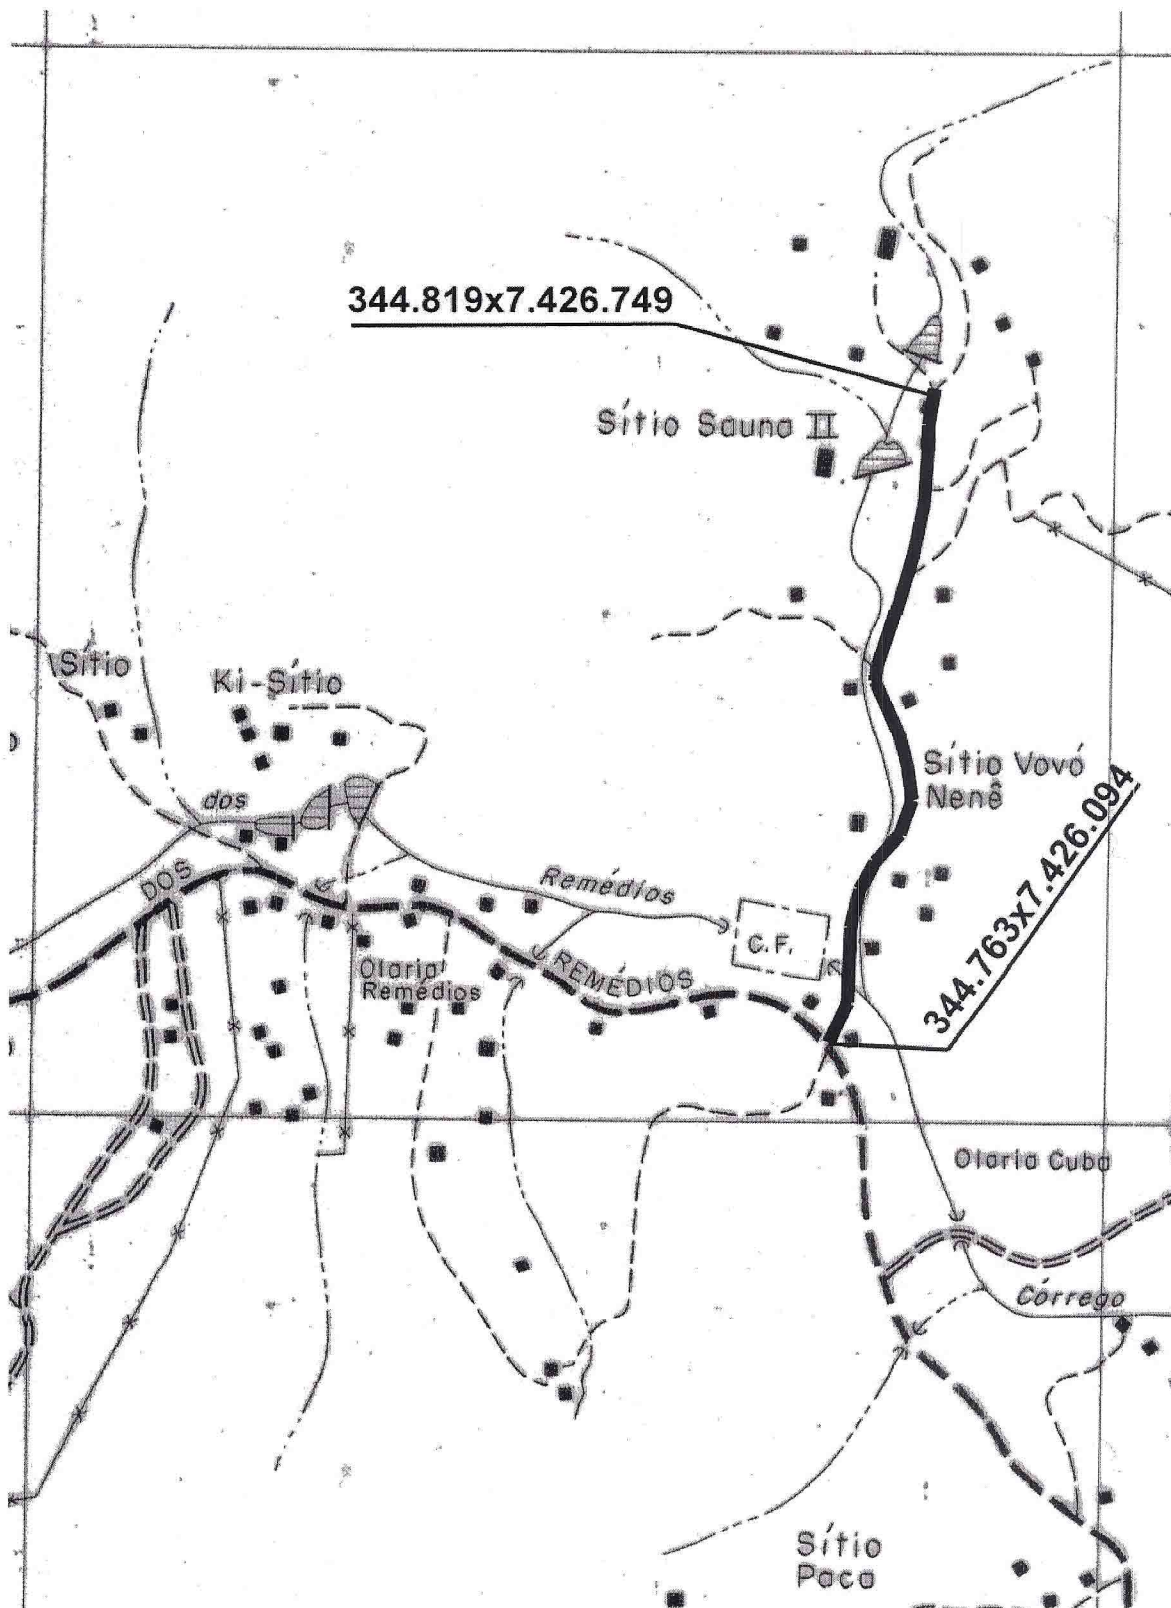 344.819x7.426.749
Sítio Sauna II
Sítio
Ki-Sítio
Sítio Vovó
Nenê
dos
344.763x7.426.094
DOS
Remédios
C.F.
REMÉDIOS
Olaria
Remédios
Olaria Cuba
Córrego
Sítio
Paca